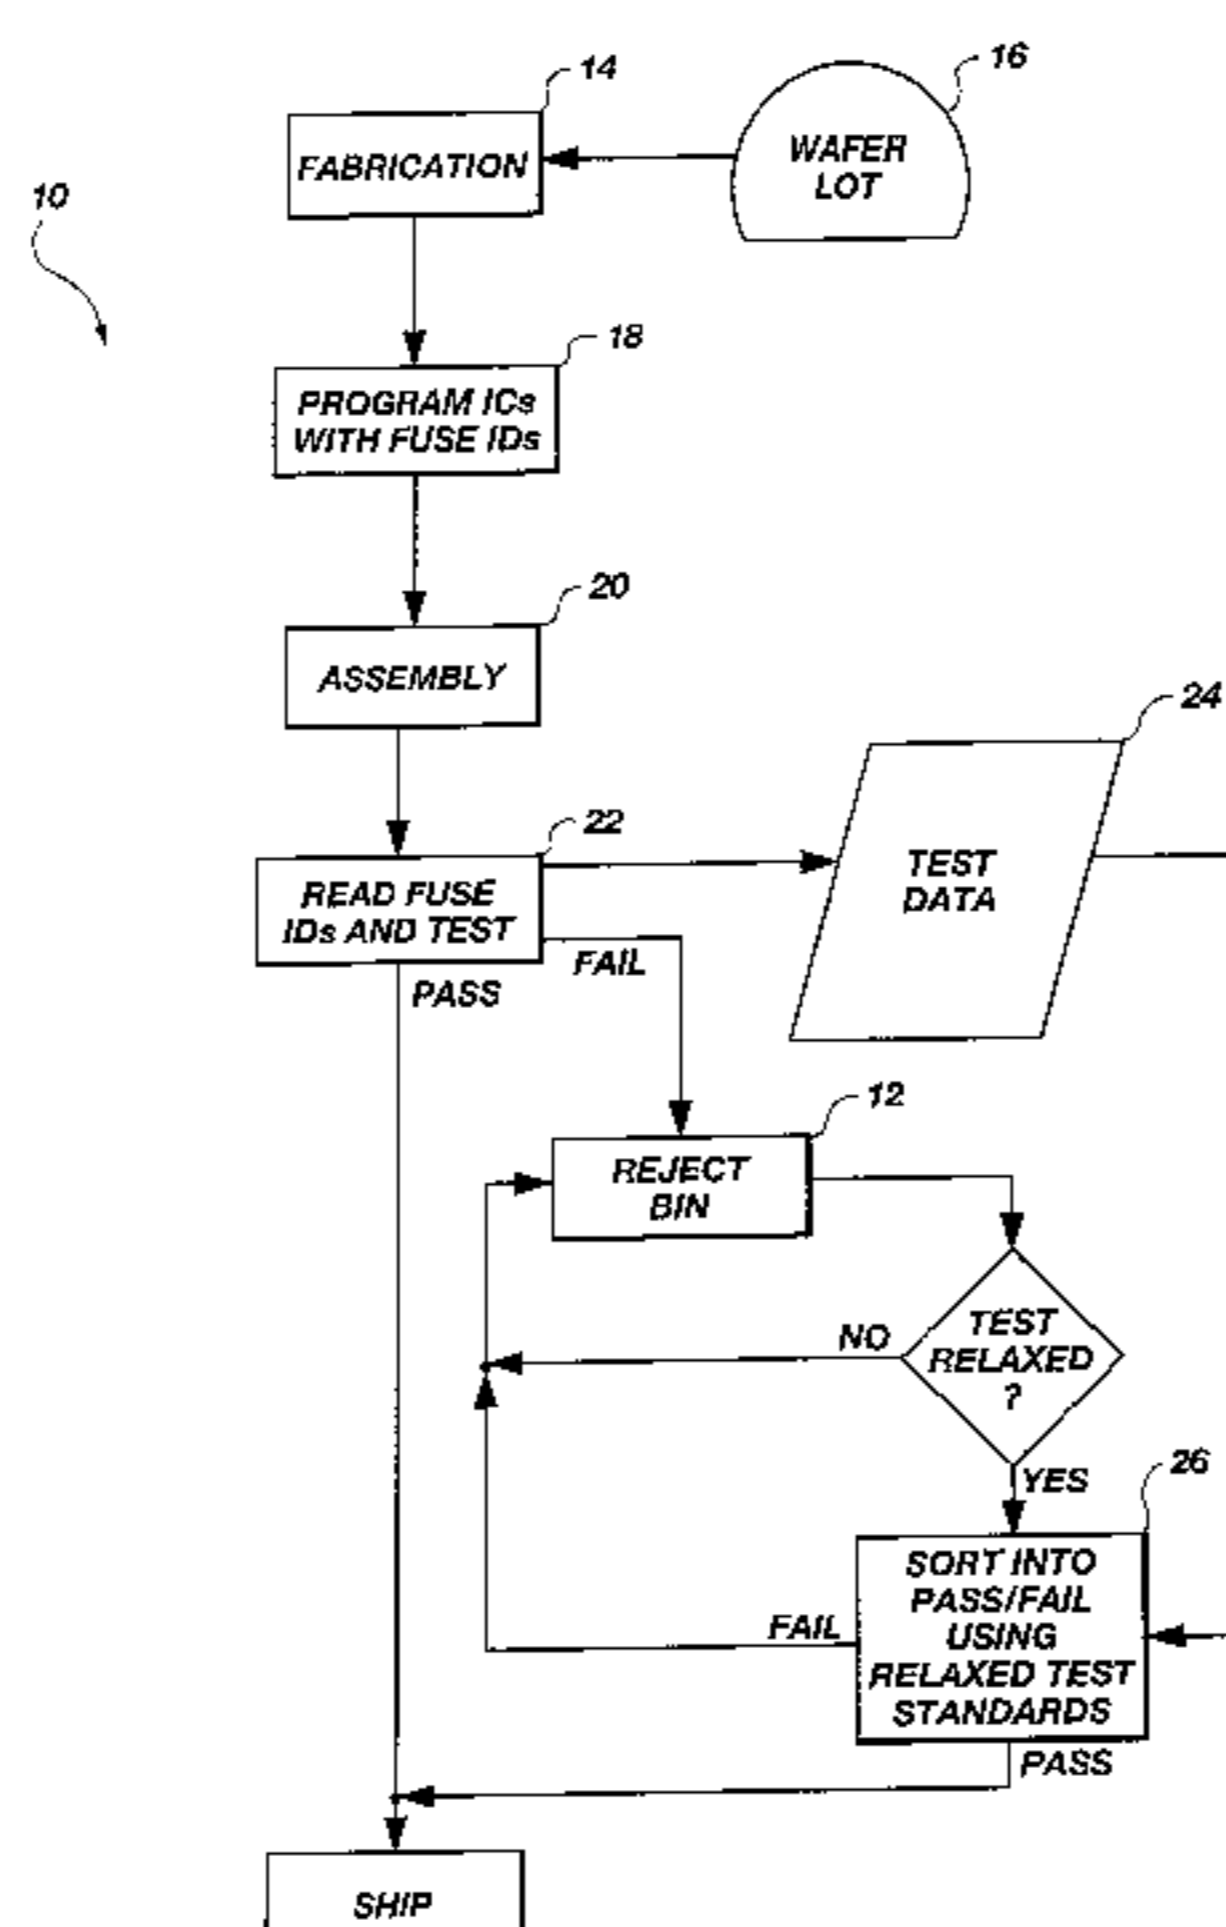 14
16
FABRICATION
WAFER
LOT
10
18
PROGRAM ICs
WITH FUSE IDs
20
ASSEMBLY
24
22
READ FUSE
IDs AND TEST
TEST
DATA
FAIL
PASS
12
REJECT
BIN
NO
TEST
RELAXED
?
YES
26
SORT INTO
PASS/FAIL
USING
RELAXED TEST
STANDARDS
FAIL
PASS
SHIP